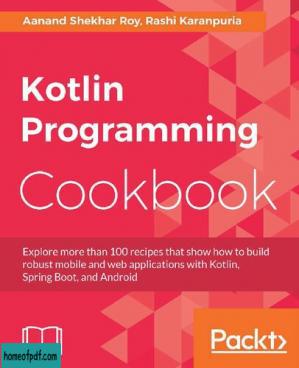 Aanand Shekhar Roy, Rashi Karanpuria
Kotlin
Programming
Cookbook
Explore more than 100 recipes that show how to build
robust mobile and web applications with Kotlin,
Spring Boot, and Android
Packt>
homeofpdf.com